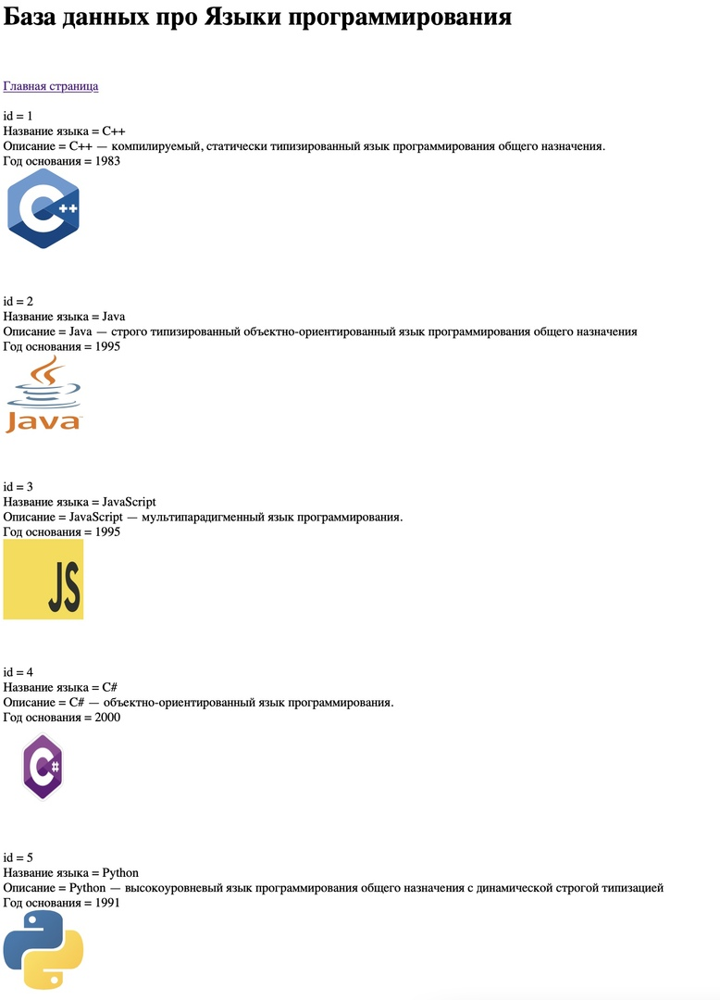 База данных про Языки программирования
Главная страница
id = 1
Название языка = C++
Описание = C++ — компилируемый, статически типизированный язык программирования общего назначения.
Год основания = 1983
C++
id = 2
Название языка = Java
Описание = Java — строго типизированный объектно-ориентированный язык программирования общего назначения
Год основания = 1995
Java
id = 3
Название языка = JavaScript
Описание = JavaScript — мультипарадигменный язык программирования.
Год основания = 1995
JS
id = 4
Название языка = C#
Описание = C# — объектно-ориентированный язык программирования.
Год основания = 2000
C#
id = 5
Название языка = Python
Описание = Python — высокоуровневый язык программирования общего назначения с динамической строгой типизацией
Год основания = 1991